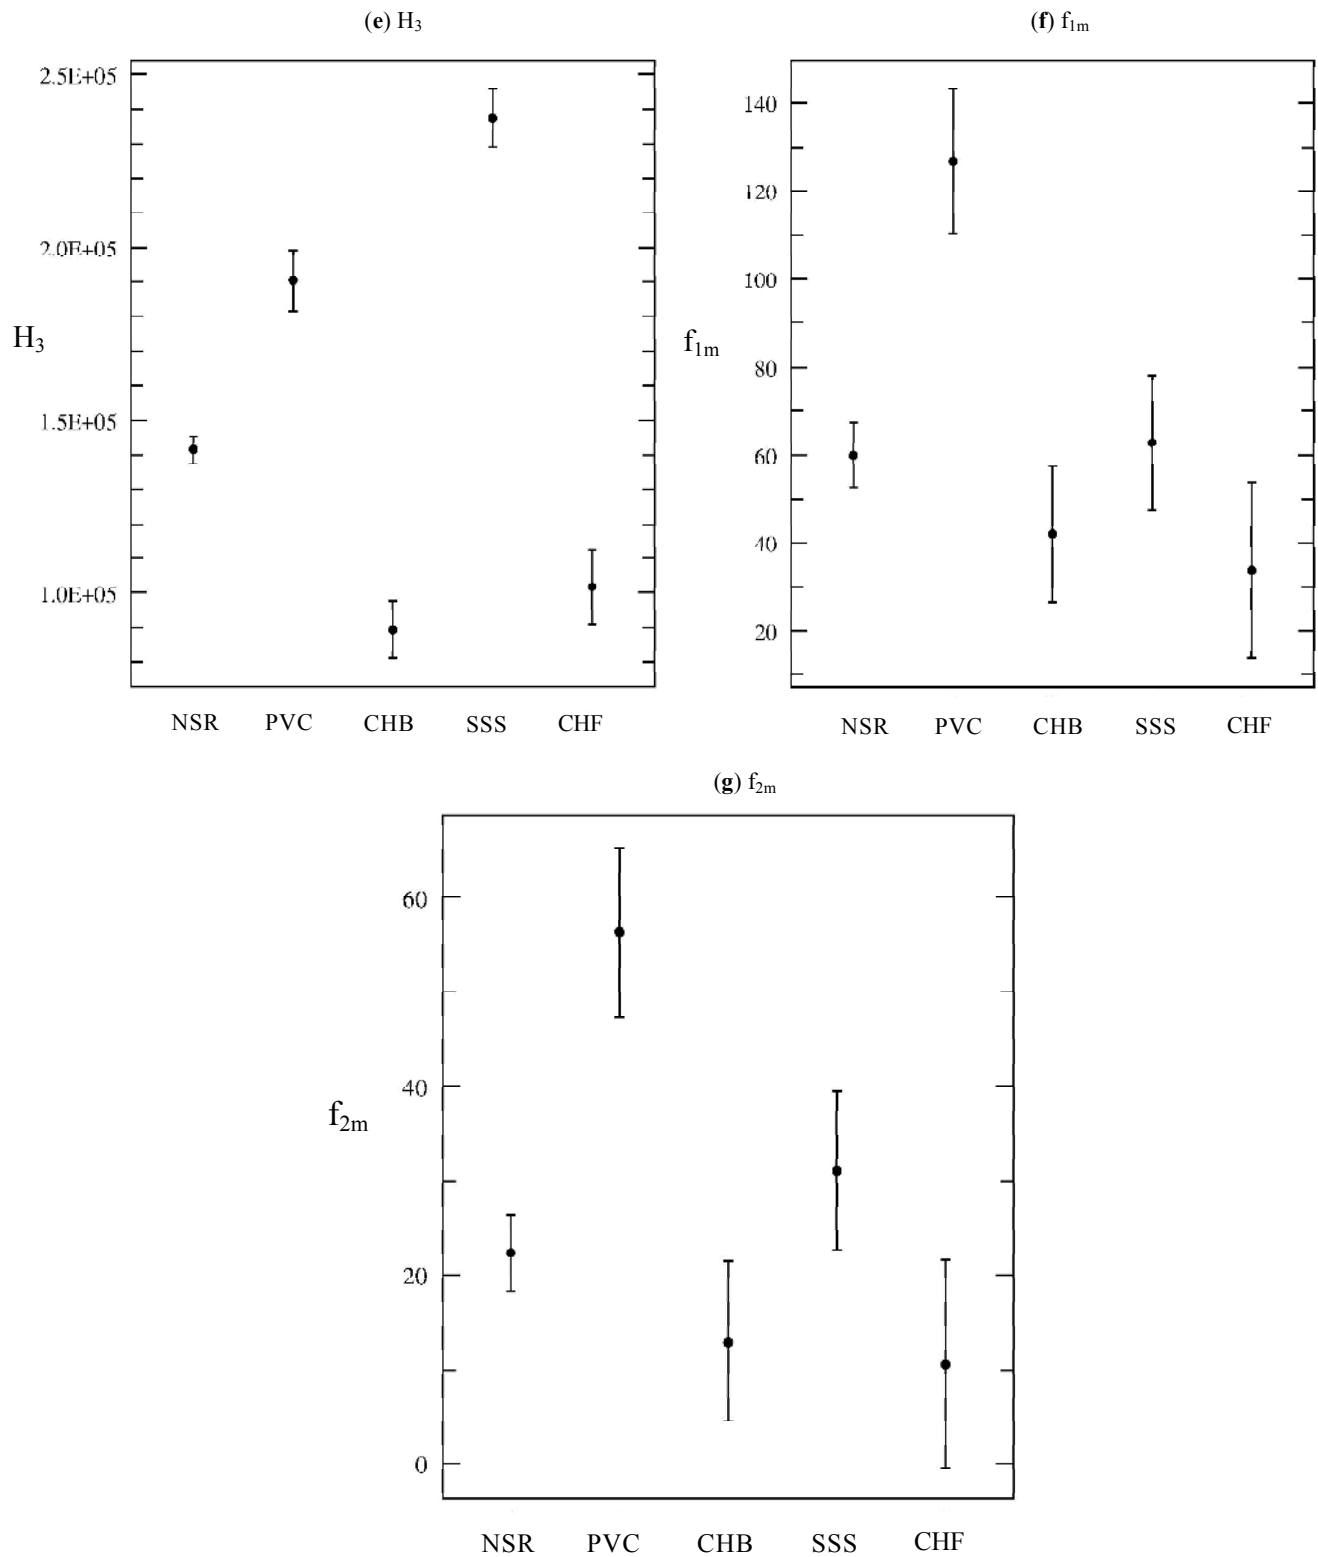 (e) H₃
2.5E+05
2.0E+05
1.5E+05
1.0E+05
H₃
NSR PVC CHB SSS CHF
(f) f₁ₘ
140
120
100
80
60
40
20
f₁ₘ
NSR PVC CHB SSS CHF
(g) f₂ₘ
60
40
20
0
f₂ₘ
NSR PVC CHB SSS CHF